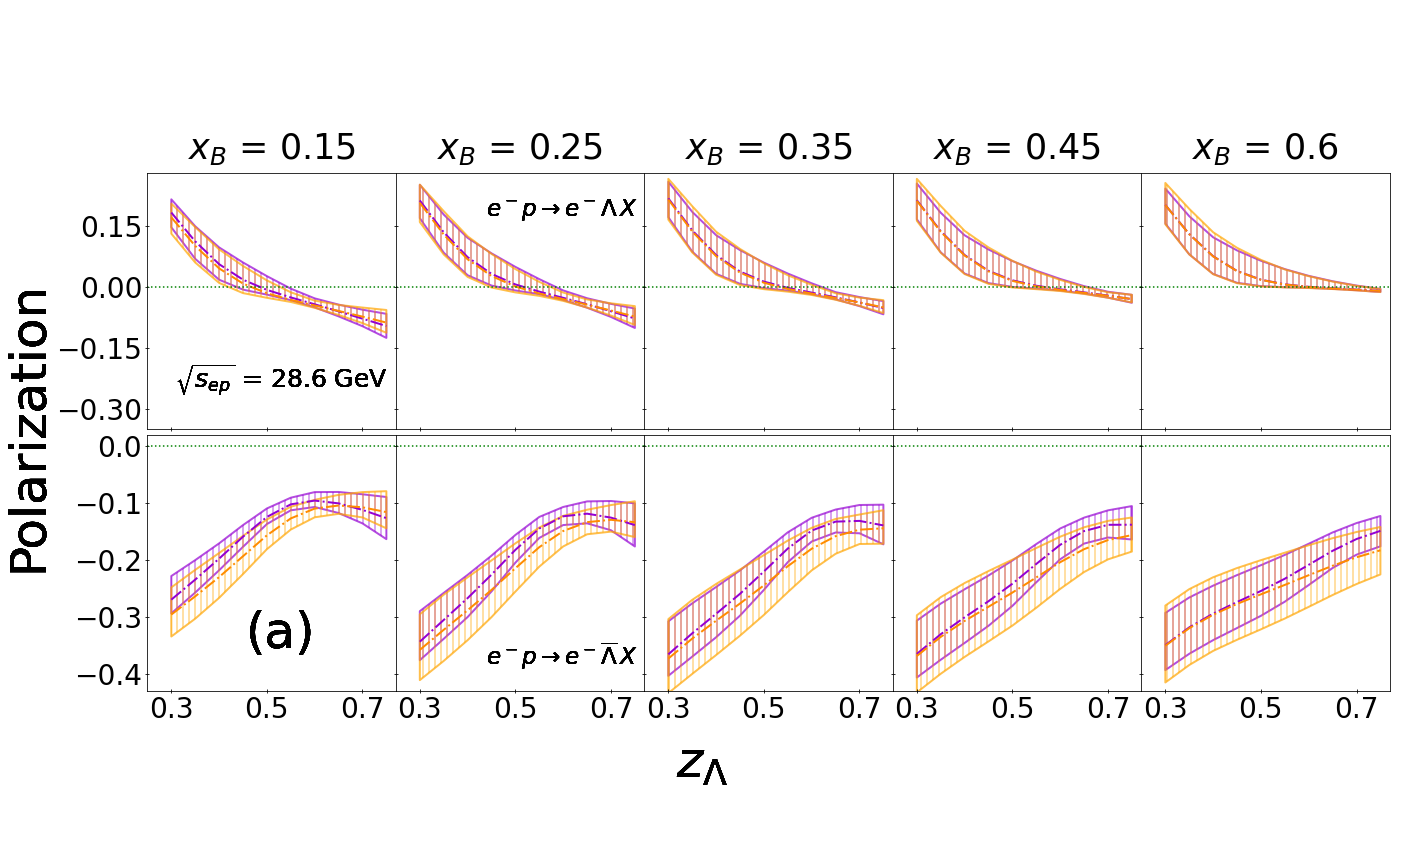 x_B = 0.15 x_B = 0.25 x_B = 0.35 x_B = 0.45 x_B = 0.6
e⁻p→e⁻ΛX
0.15
0.00
−0.15
√s_ep = 28.6 GeV
−0.30
Polarization
0.0
−0.1
−0.2
−0.3
(a)
e⁻p→e⁻Λ̅X
−0.4
0.3 0.5 0.7 0.3 0.5 0.7 0.3 0.5 0.7 0.3 0.5 0.7 0.3 0.5 0.7
z_Λ